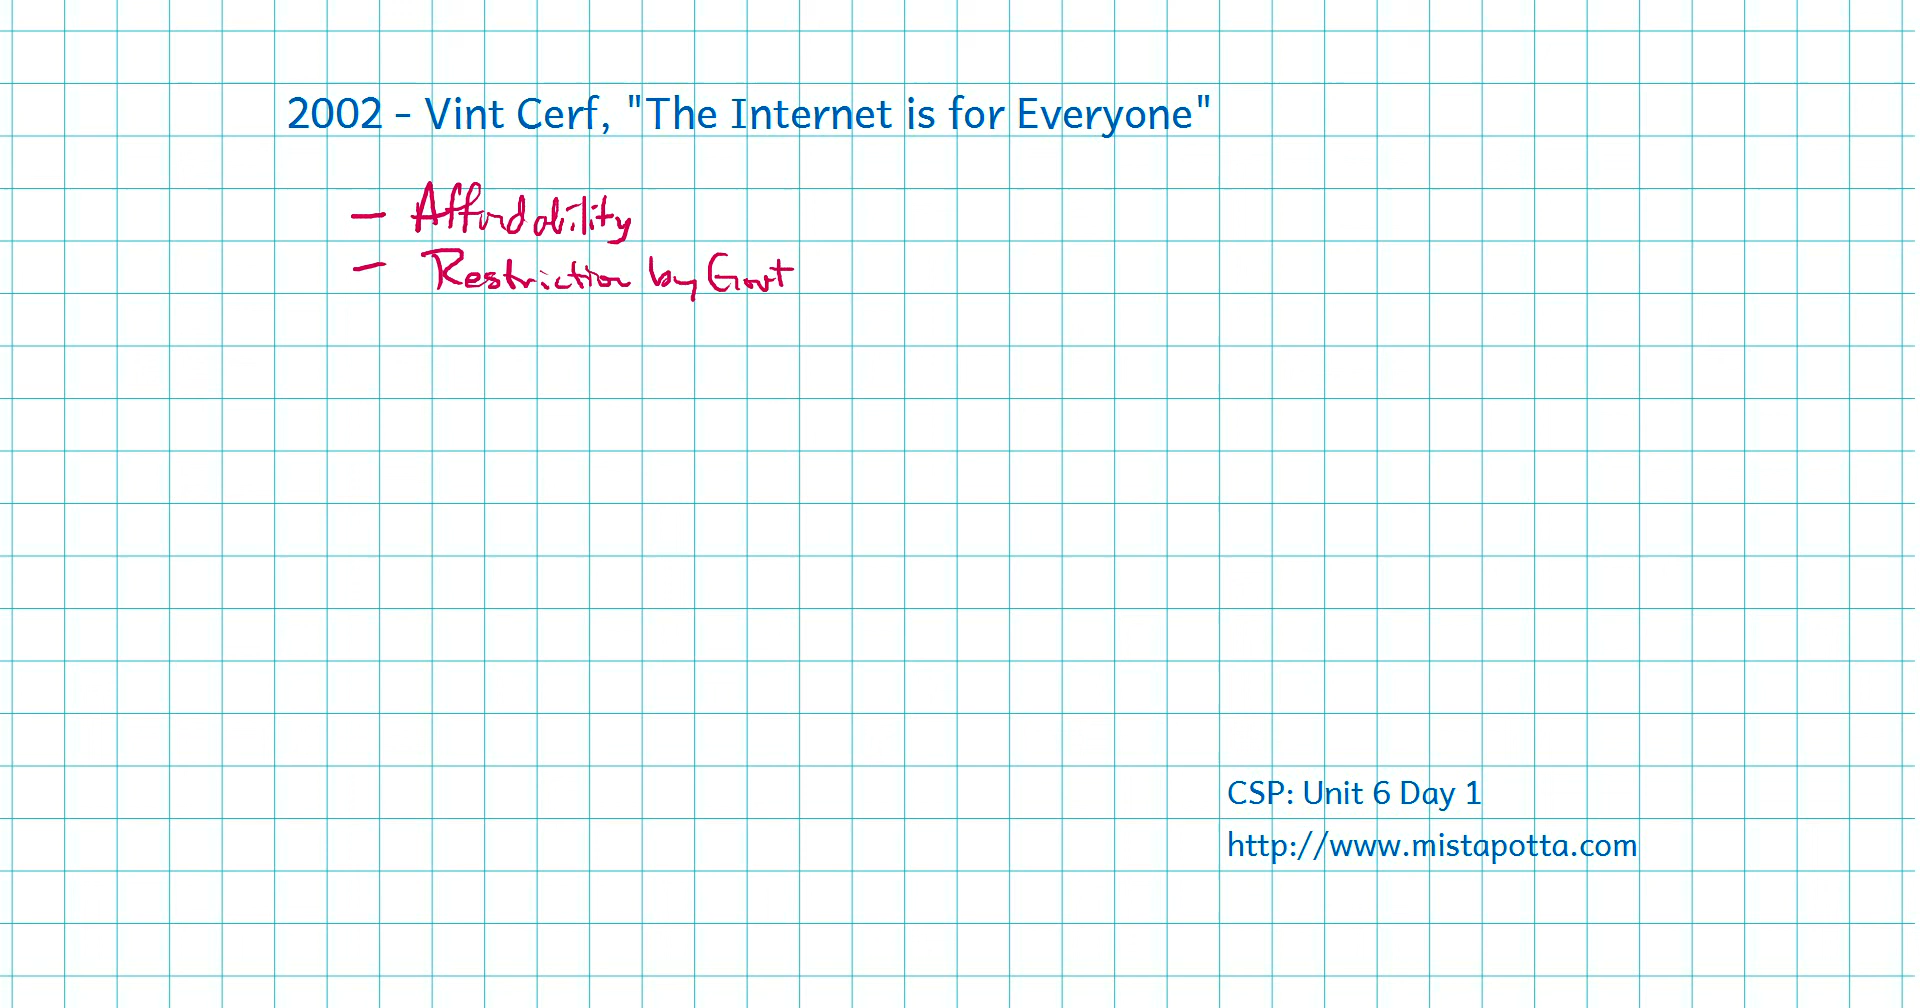 2002 - Vint Cerf, "The Internet is for Everyone"
- Affordability
- Restriction by Govt
CSP: Unit 6 Day 1
http://www.mistapotta.com